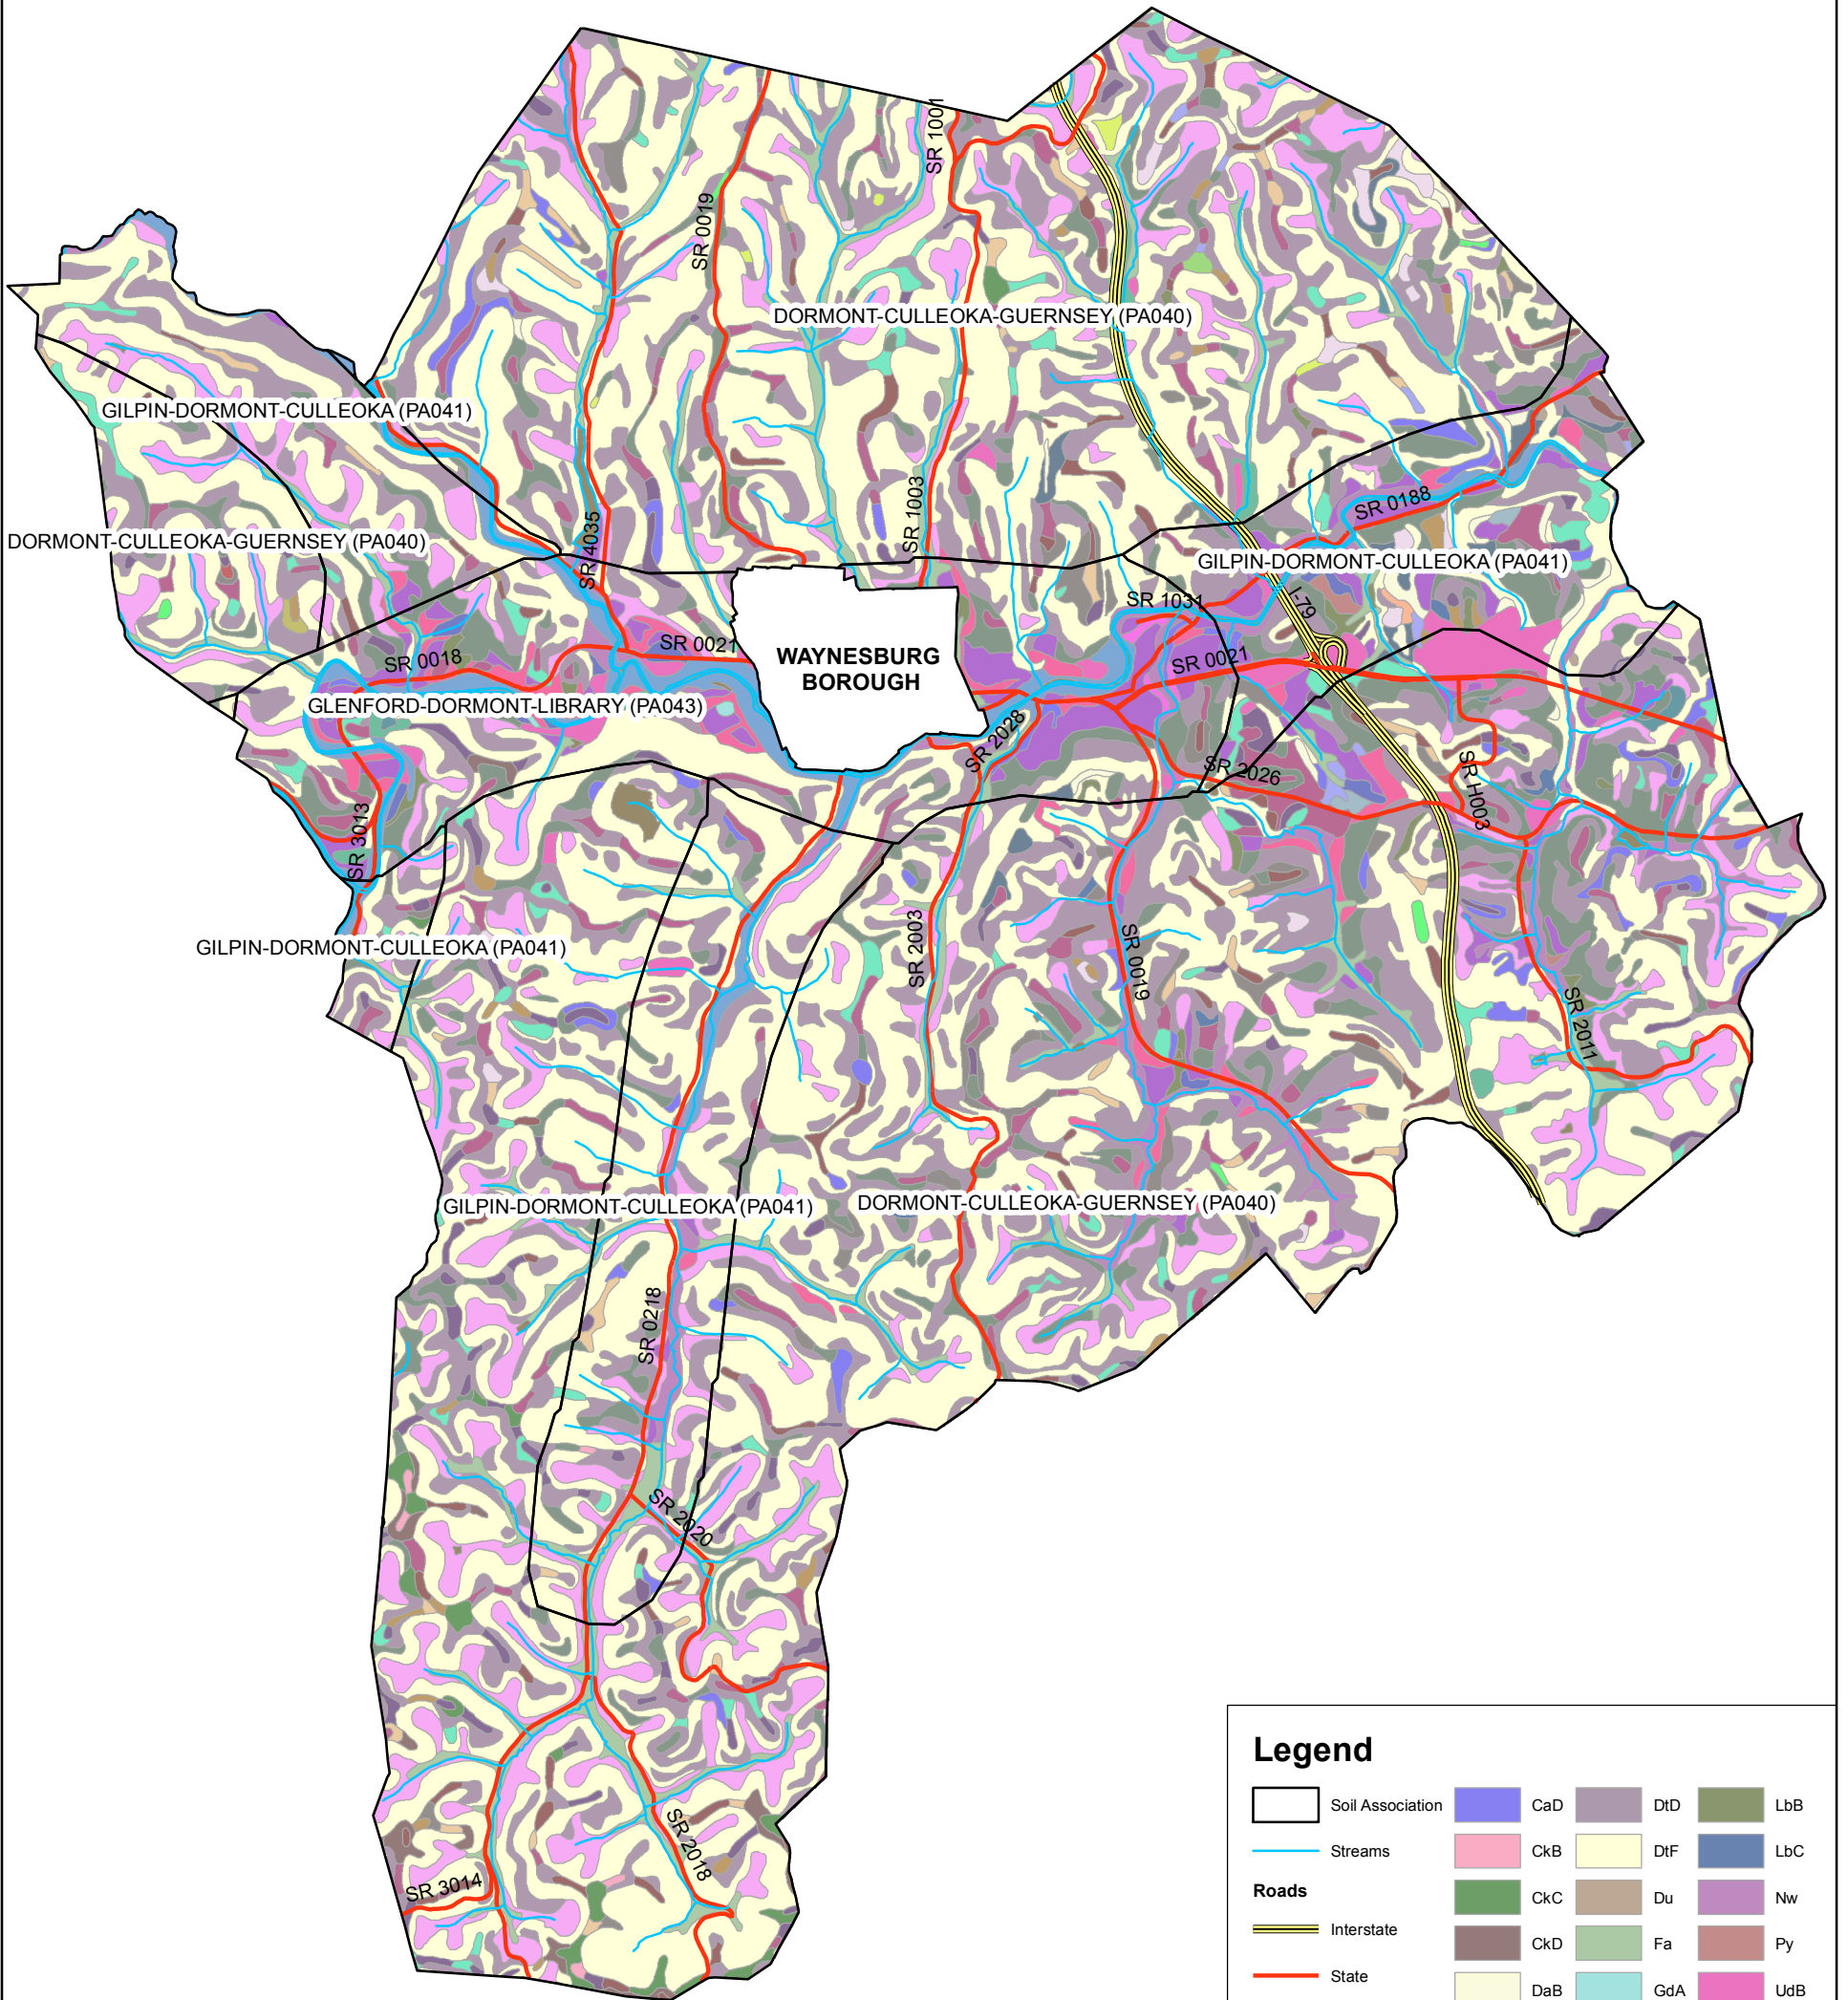 SR 1001
SR 0019
DORMONT-CULLEOKA-GUERNSEY (PA040)
GILPIN-DORMONT-CULLEOKA (PA041)
SR 0188
SR 1003
SR 4035
DORMONT-CULLEOKA-GUERNSEY (PA040)
GILPIN-DORMONT-CULLEOKA (PA041)
SR 1031
I-79
SR 0021
SR 0018
WAYNESBURG
BOROUGH
SR 0021
GLENFORD-DORMONT-LIBRARY (PA043)
SR 2028
SR 2026
SR H003
SR 3013
GILPIN-DORMONT-CULLEOKA (PA041)
SR 2003
SR 0019
SR 2011
GILPIN-DORMONT-CULLEOKA (PA041)
DORMONT-CULLEOKA-GUERNSEY (PA040)
SR 0218
SR 2020
SR 2018
SR 3014
Legend
Soil Association CaD DtD LbB
Streams CkB DtF LbC
Roads CkC Du Nw
Interstate CkD Fa Py
State DaB GdA UdB